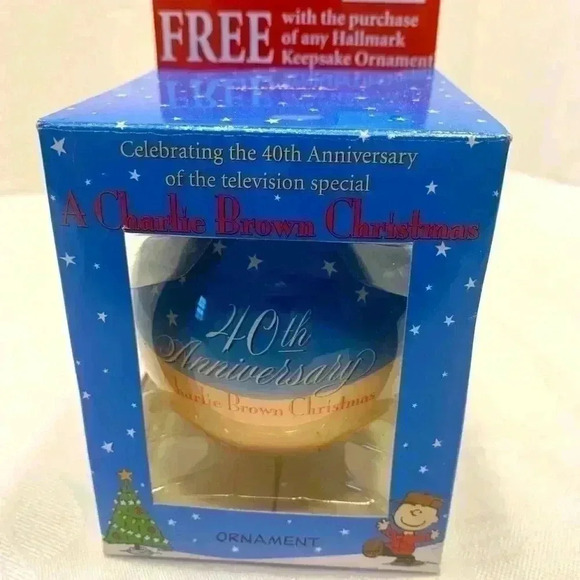 FREE
with the purchase
of any Hallmark
Keepsake Ornament
FREE
Celebrating the 40th Anniversary
of the television special
A Charlie Brown Christmas
40th
Anniversary
Charlie Brown Christmas
ORNAMENT